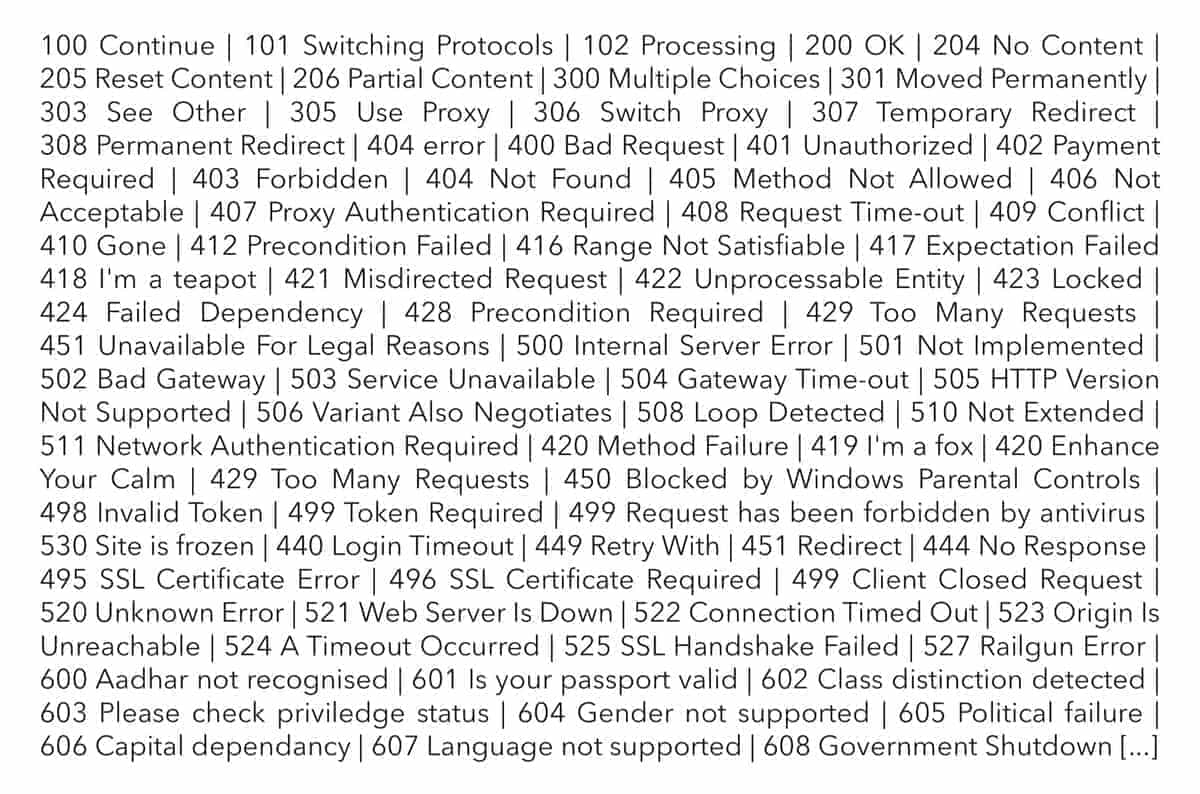 100 Continue | 101 Switching Protocols | 102 Processing | 200 OK | 204 No Content |
205 Reset Content | 206 Partial Content | 300 Multiple Choices | 301 Moved Permanently |
303 See Other | 305 Use Proxy | 306 Switch Proxy | 307 Temporary Redirect |
308 Permanent Redirect | 404 error | 400 Bad Request | 401 Unauthorized | 402 Payment
Required | 403 Forbidden | 404 Not Found | 405 Method Not Allowed | 406 Not
Acceptable | 407 Proxy Authentication Required | 408 Request Time-out | 409 Conflict |
410 Gone | 412 Precondition Failed | 416 Range Not Satisfiable | 417 Expectation Failed
418 I'm a teapot | 421 Misdirected Request | 422 Unprocessable Entity | 423 Locked |
424 Failed Dependency | 428 Precondition Required | 429 Too Many Requests |
451 Unavailable For Legal Reasons | 500 Internal Server Error | 501 Not Implemented |
502 Bad Gateway | 503 Service Unavailable | 504 Gateway Time-out | 505 HTTP Version
Not Supported | 506 Variant Also Negotiates | 508 Loop Detected | 510 Not Extended |
511 Network Authentication Required | 420 Method Failure | 419 I'm a fox | 420 Enhance
Your Calm | 429 Too Many Requests | 450 Blocked by Windows Parental Controls |
498 Invalid Token | 499 Token Required | 499 Request has been forbidden by antivirus |
530 Site is frozen | 440 Login Timeout | 449 Retry With | 451 Redirect | 444 No Response |
495 SSL Certificate Error | 496 SSL Certificate Required | 499 Client Closed Request |
520 Unknown Error | 521 Web Server Is Down | 522 Connection Timed Out | 523 Origin Is
Unreachable | 524 A Timeout Occurred | 525 SSL Handshake Failed | 527 Railgun Error |
600 Aadhar not recognised | 601 Is your passport valid | 602 Class distinction detected |
603 Please check priviledge status | 604 Gender not supported | 605 Political failure |
606 Capital dependancy | 607 Language not supported | 608 Government Shutdown [...]